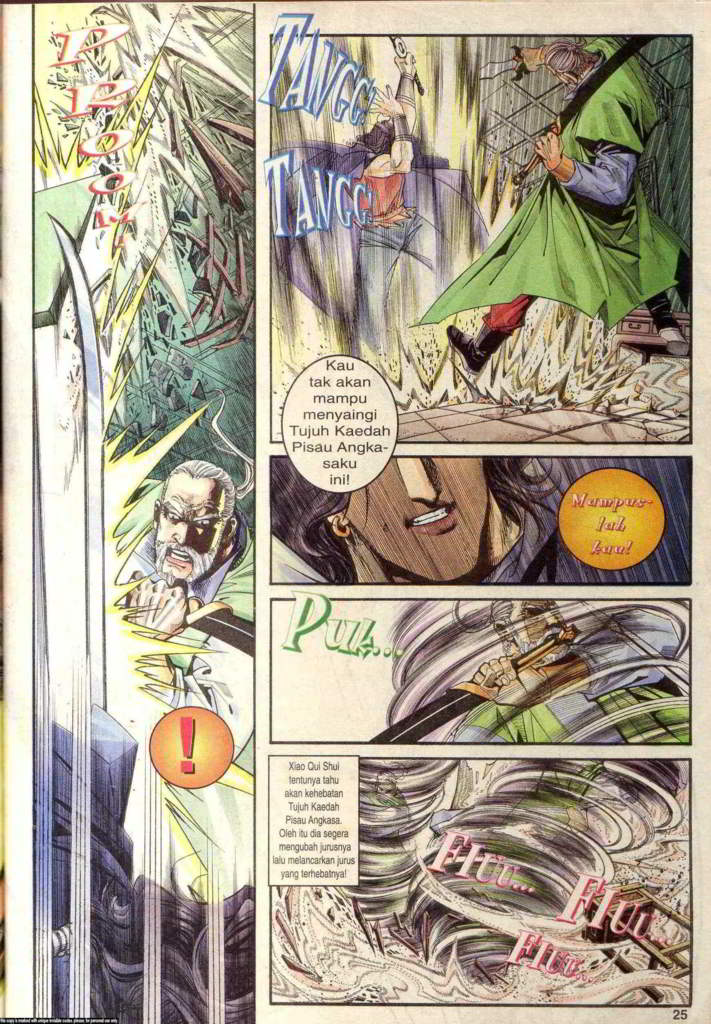 PROOM
25
TANGG!
TANGG!
Kau
tak akan
mampu
menyaingi
Tujuh Kaedah
Pisau Angka-
saku
ini!
Mampus-
lah
kau!
!
Xiao Qui Shui
tentunya tahu
akan kehebatan
Tujuh Kaedah
Pisau Angkasa.
Oleh itu dia segera
mengubah jurusnya
lalu melancarkan jurus
yang terhebatnya!
FIUU...
FIUU...
FIUU...